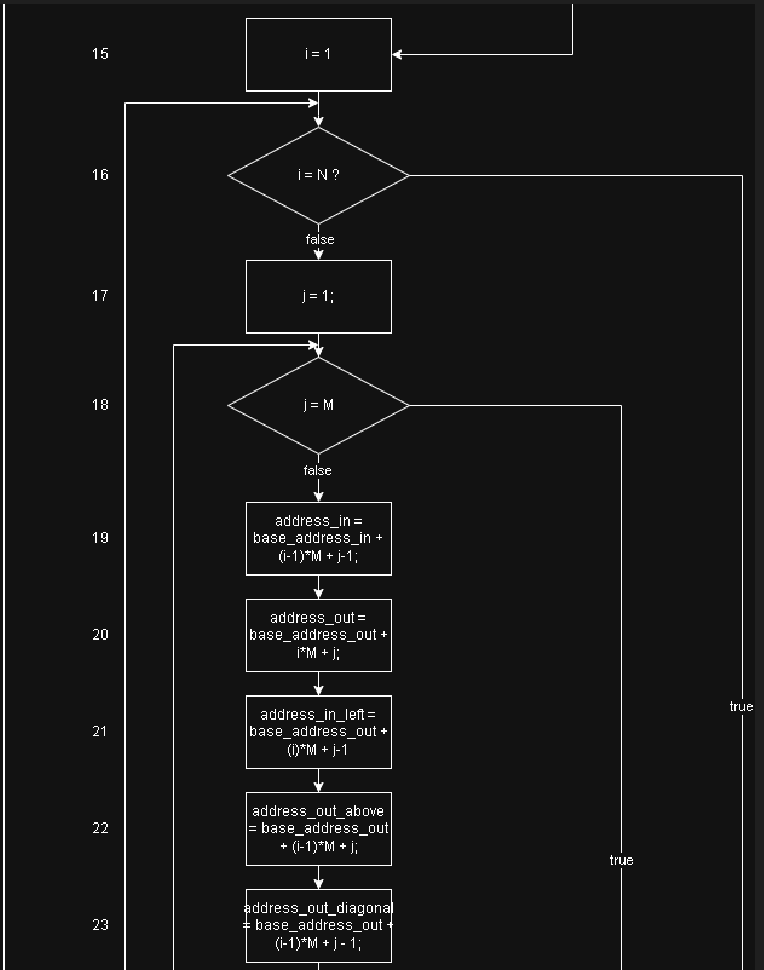 15
i = 1
16
i = N ?
false
17
j = 1;
18
j = M
false
19
address_in =
base_address_in +
(i-1)*M + j-1;
20
address_out =
base_address_out +
i*M + j;
21
address_in_left =
base_address_out +
(i)*M + j-1
true
22
address_out_above
= base_address_out
+ (i-1)*M + j;
true
23
address_out_diagonal
= base_address_out +
(i-1)*M + j - 1;